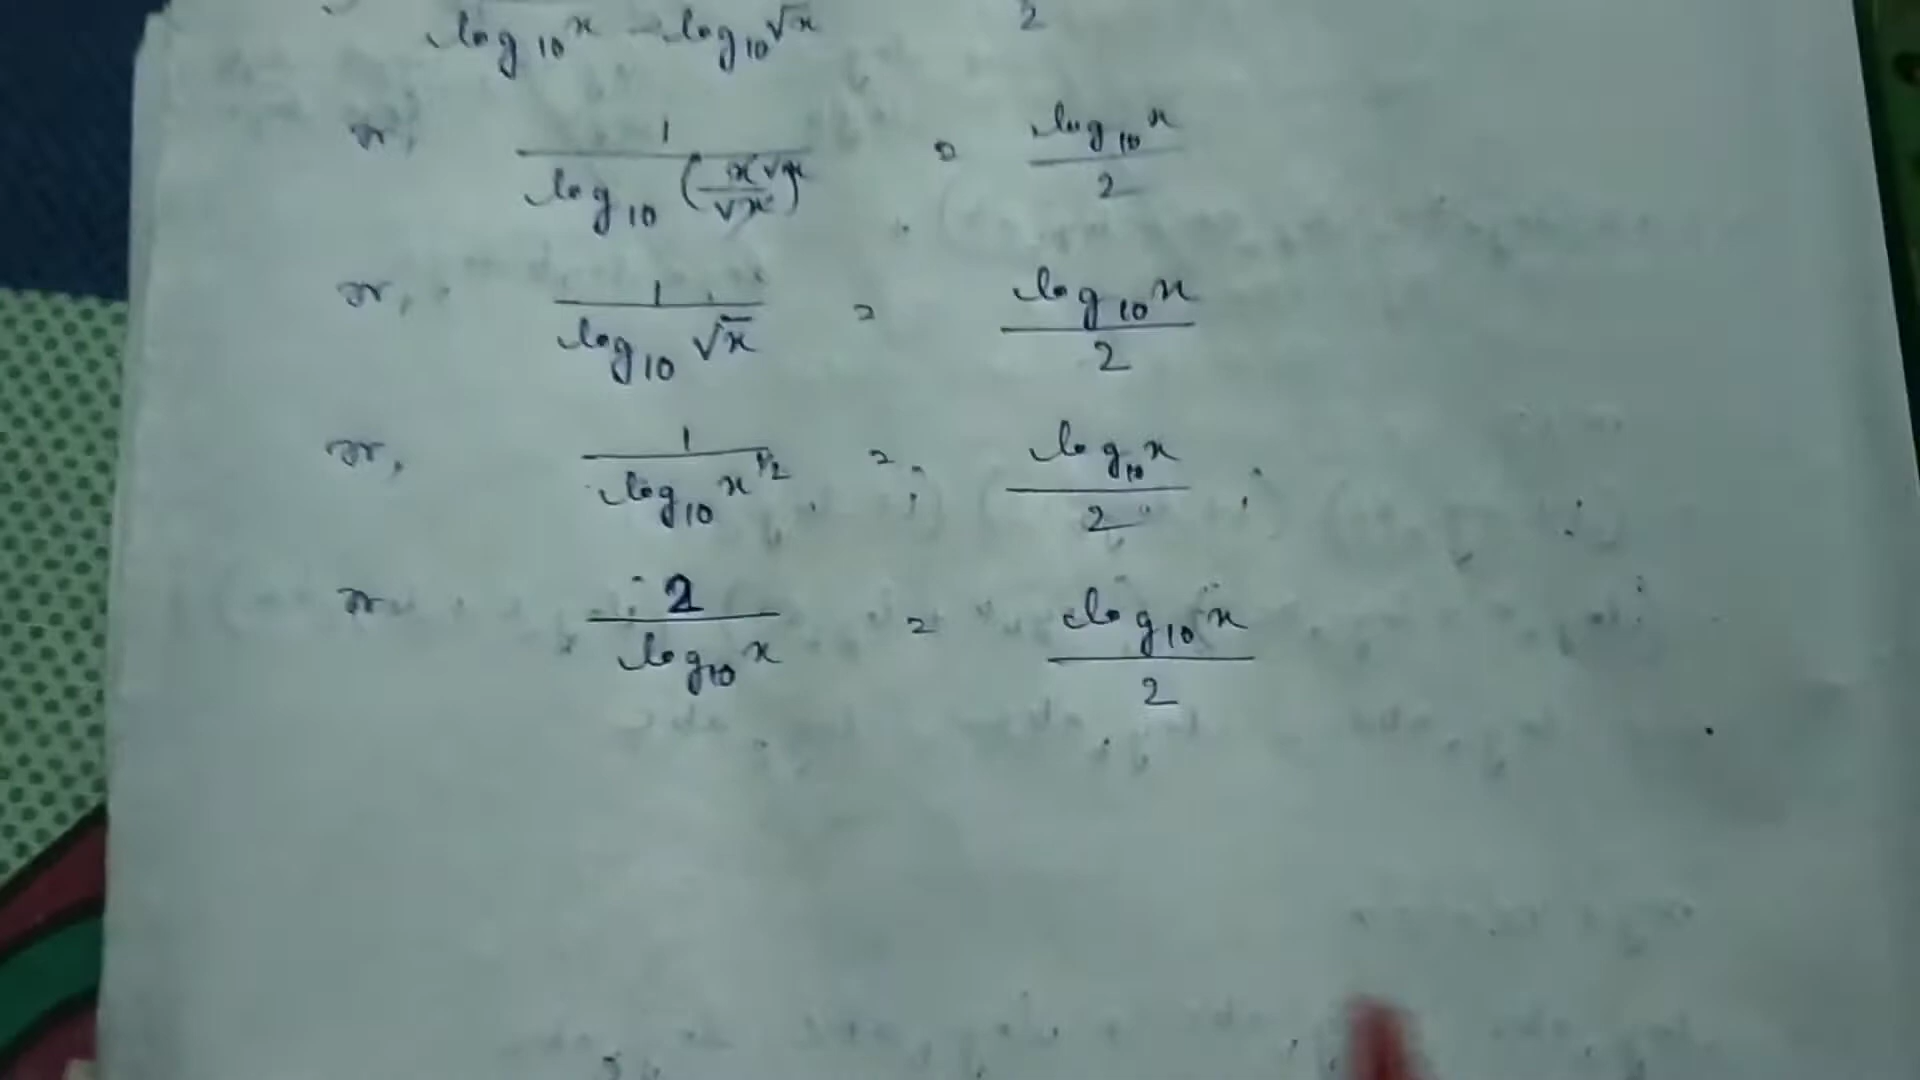 log₁₀x - log₁₀√x 2
or, 1/(log₁₀(x√x/√x)) = log₁₀x/2
or, 1/(log₁₀√x) = log₁₀x/2
or, 1/(log₁₀x^(1/2)) = log₁₀x/2
or 2/(log₁₀x) = log₁₀x/2